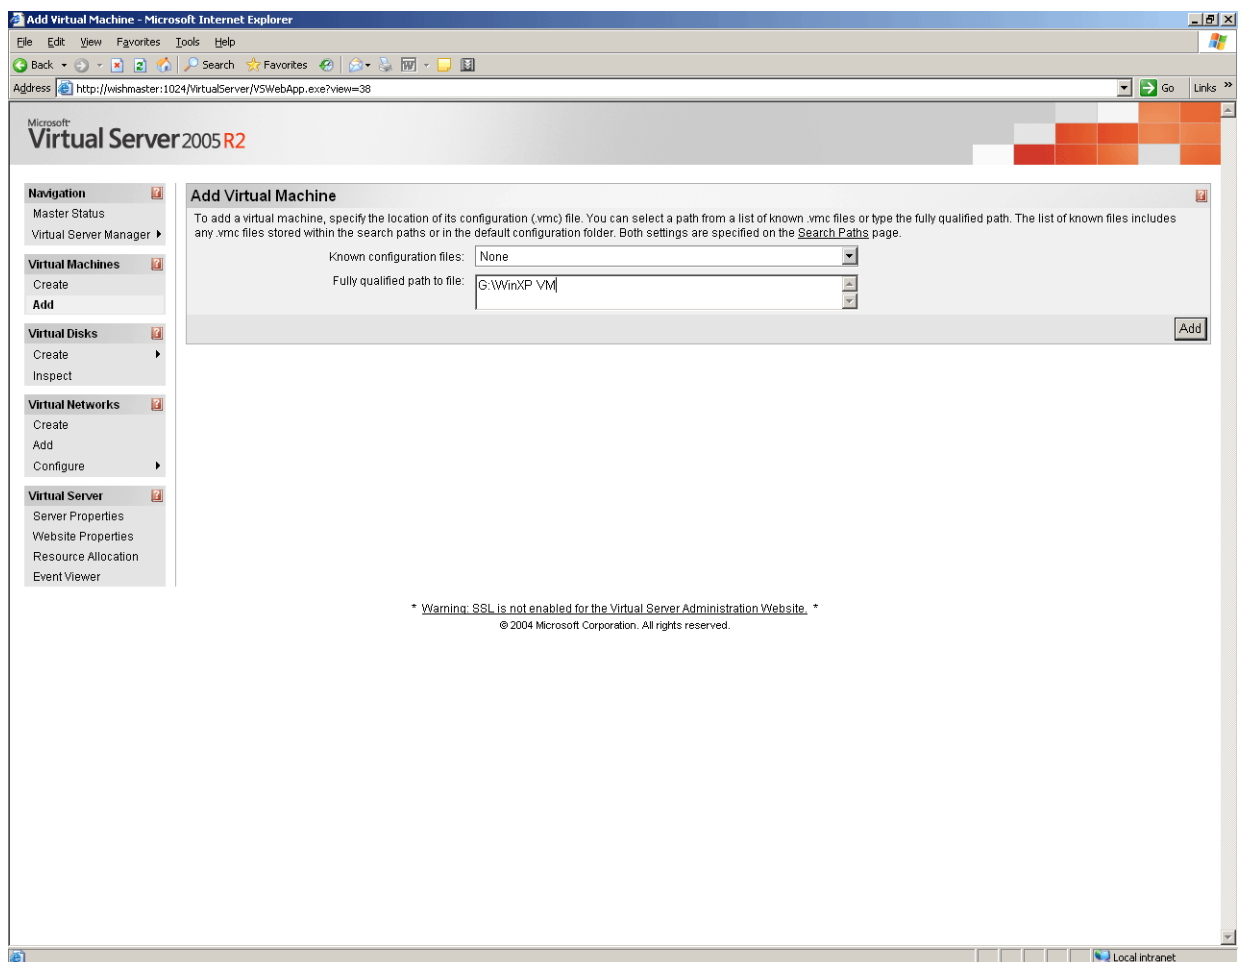 Add Virtual Machine - Microsoft Internet Explorer
File Edit View Favorites Tools Help
Back Search Favorites
Address http://wishmaster:1024/VirtualServer/VSWebApp.exe?view=38 Go Links »
Microsoft
Virtual Server 2005 R2
Navigation ?
Master Status
Virtual Server Manager
Virtual Machines ?
Create
Add
Virtual Disks ?
Create
Inspect
Virtual Networks ?
Create
Add
Configure
Virtual Server ?
Server Properties
Website Properties
Resource Allocation
Event Viewer
Add Virtual Machine ?
To add a virtual machine, specify the location of its configuration (.vmc) file. You can select a path from a list of known .vmc files or type the fully qualified path. The list of known files includes
any .vmc files stored within the search paths or in the default configuration folder. Both settings are specified on the Search Paths page.
Known configuration files: None
Fully qualified path to file: G:\WinXP VM
Add
* Warning: SSL is not enabled for the Virtual Server Administration Website. *
© 2004 Microsoft Corporation. All rights reserved.
Local intranet